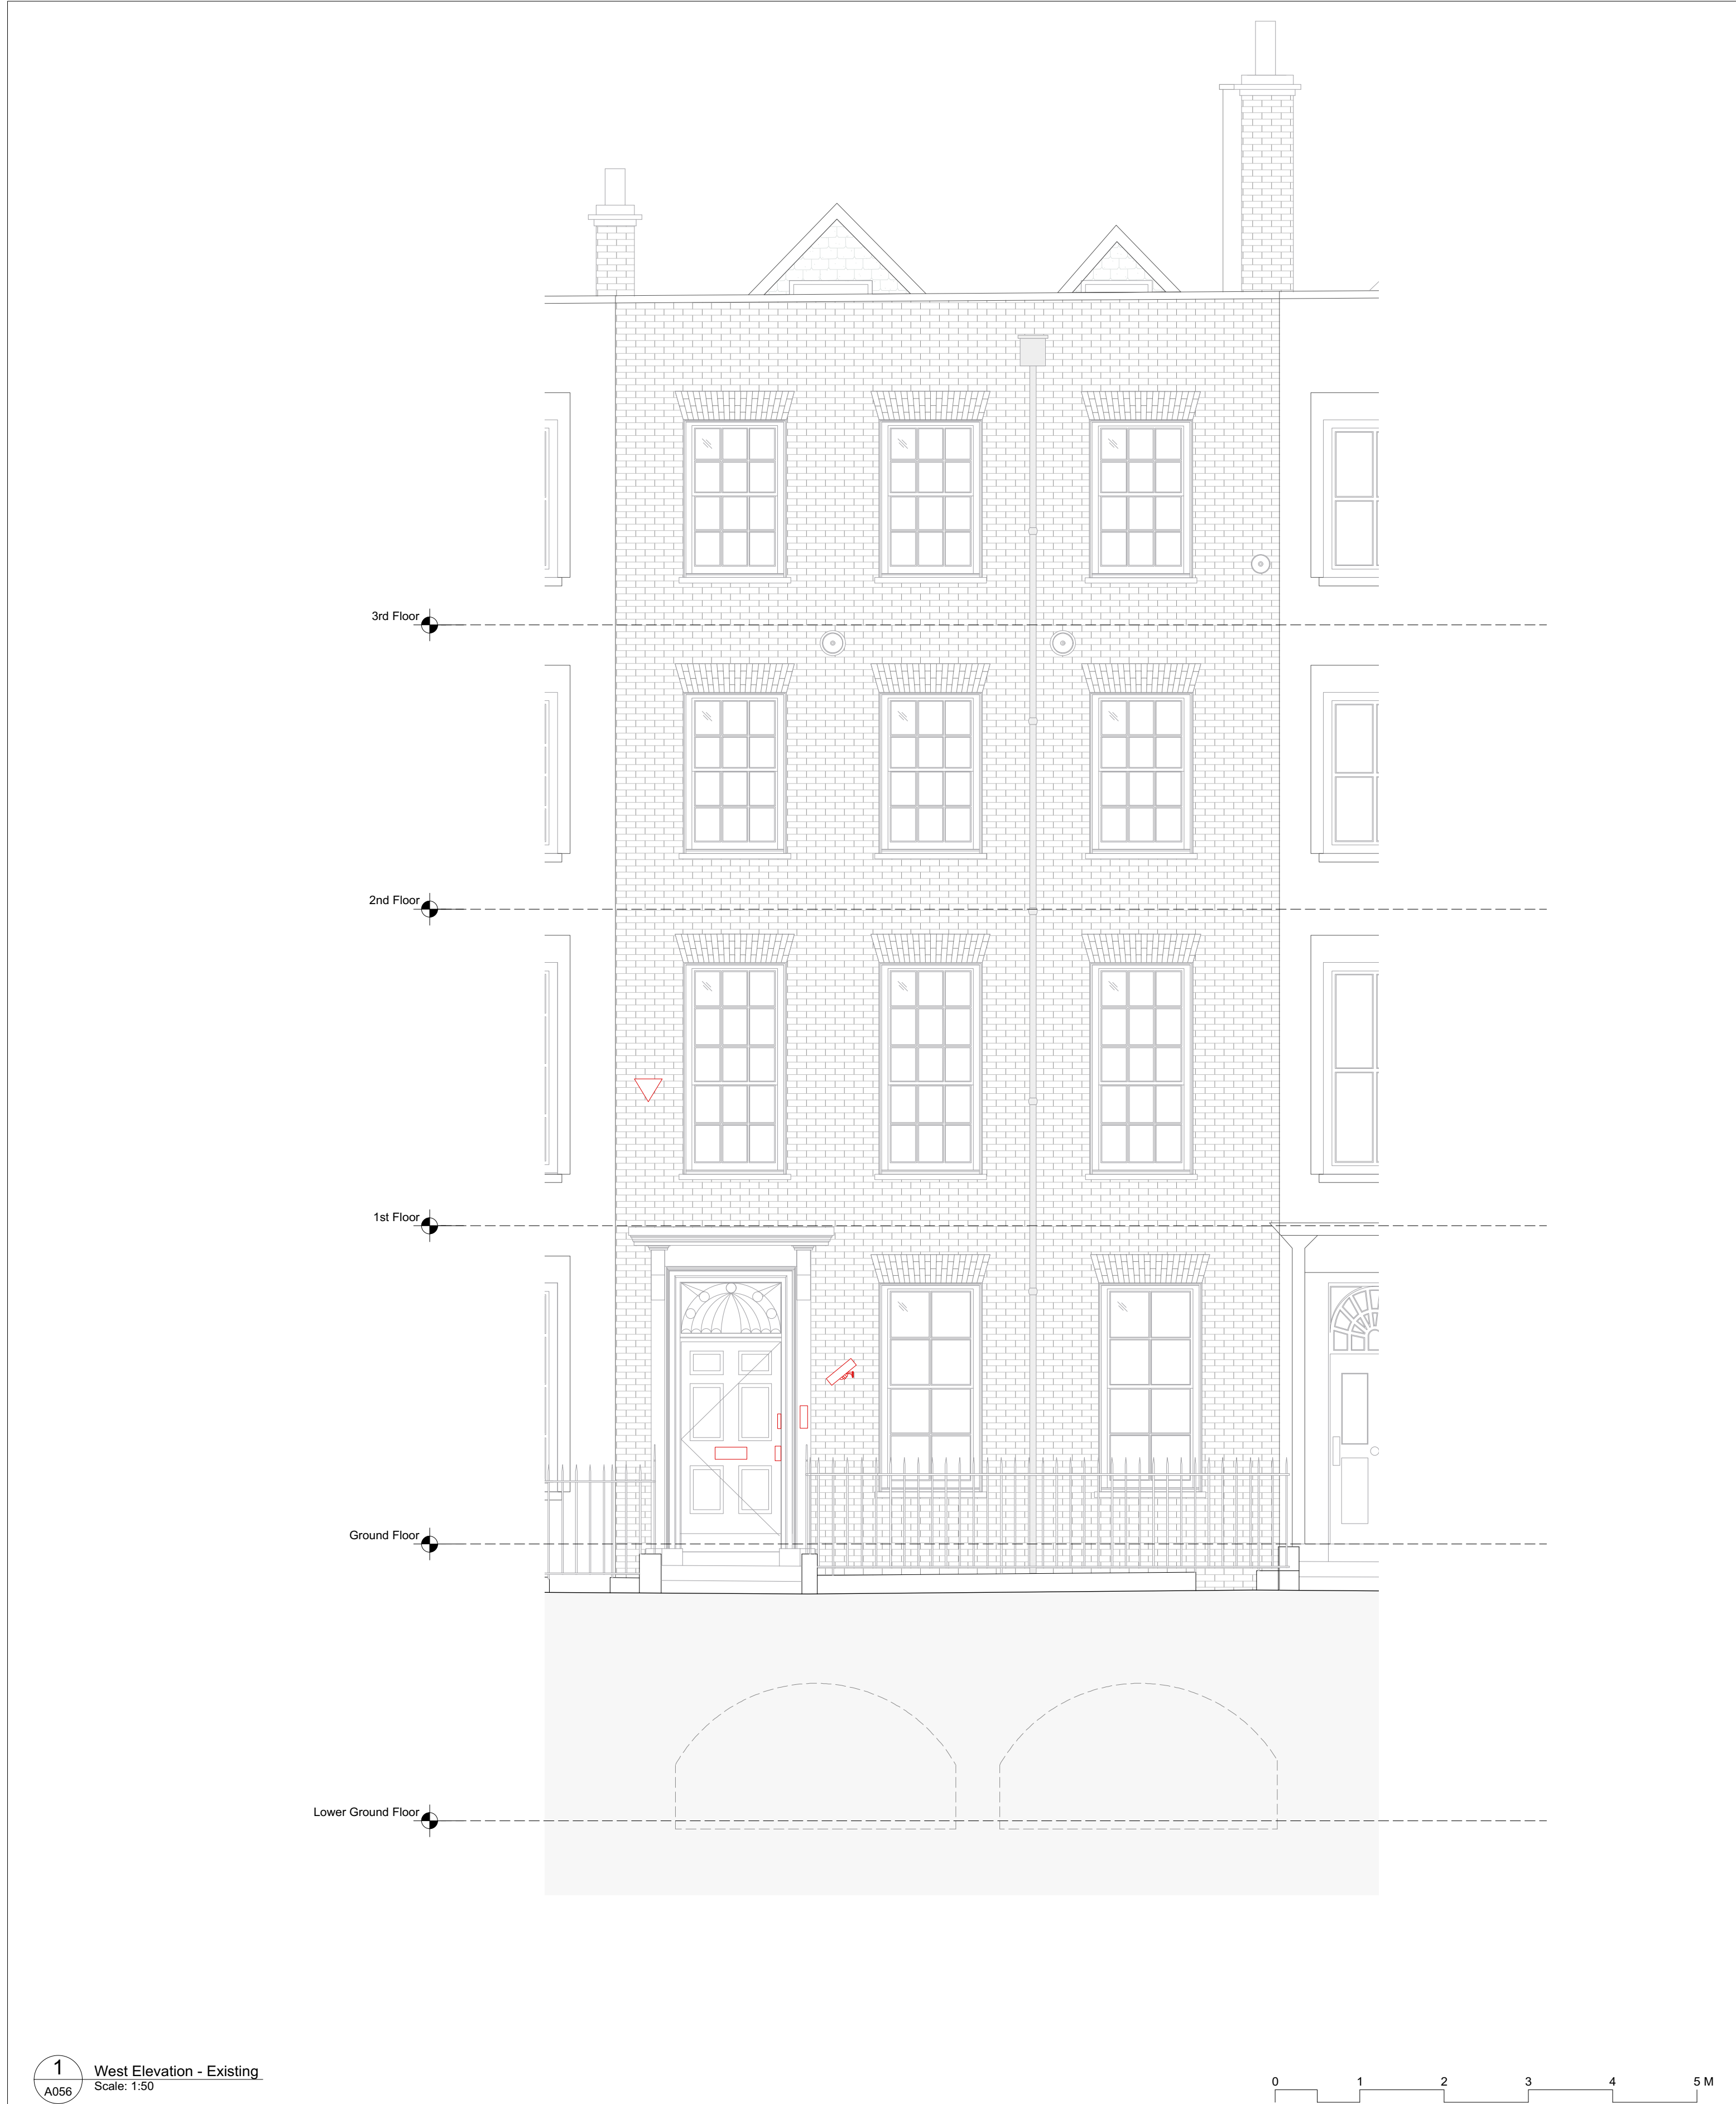 3rd Floor
2nd Floor
1st Floor
Ground Floor
Lower Ground Floor
1
A056
West Elevation - Existing
Scale: 1:50
0 1 2 3 4 5 M